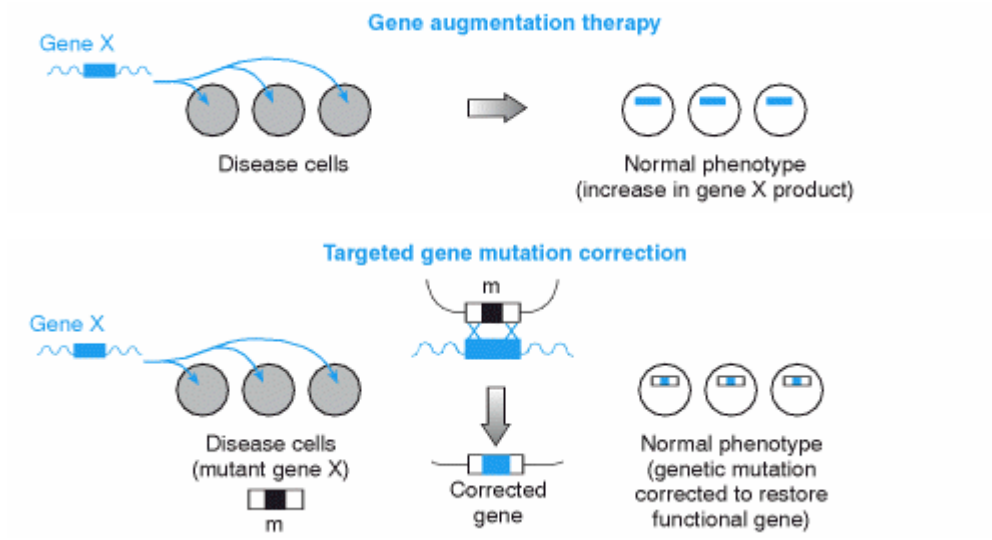 Gene augmentation therapy
Gene X
Disease cells
Normal phenotype
(increase in gene X product)
Targeted gene mutation correction
m
Gene X
Disease cells
(mutant gene X)
m
Corrected
gene
Normal phenotype
(genetic mutation
corrected to restore
functional gene)